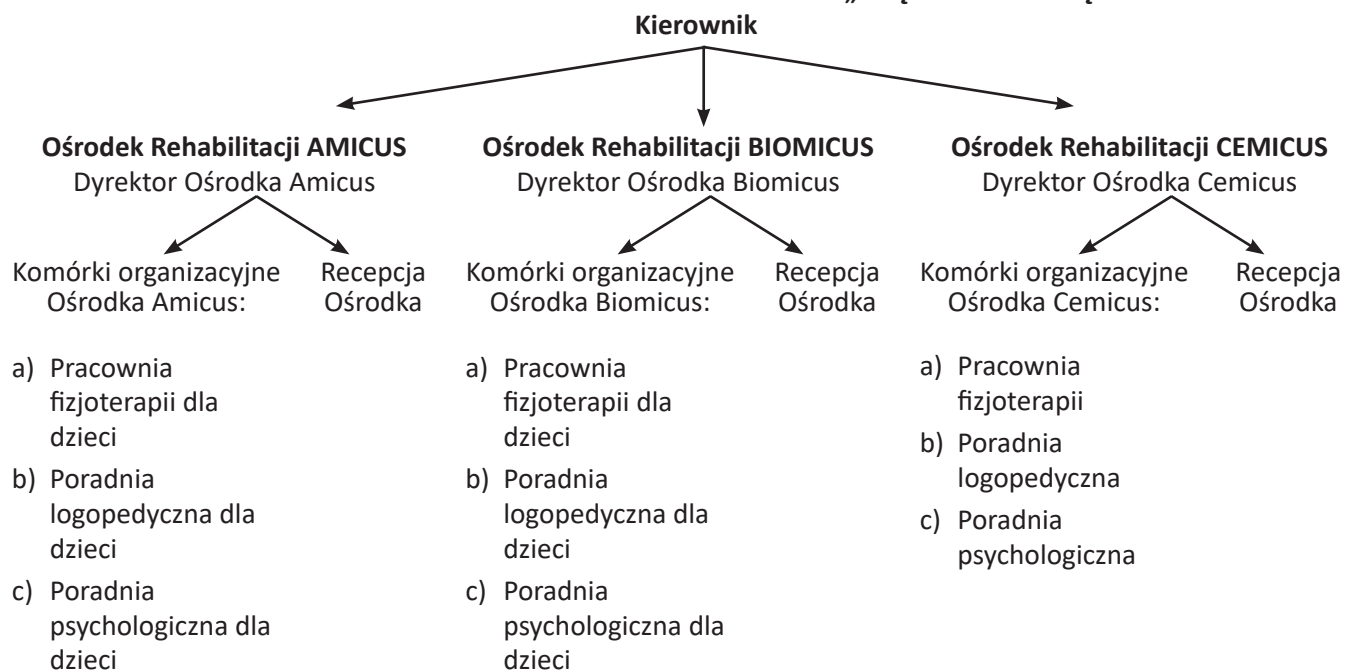 Kierownik
Ośrodek Rehabilitacji AMICUS
Dyrektor Ośrodka Amicus
Komórki organizacyjne
Ośrodka Amicus:
Recepcja
Ośrodka
a) Pracownia
fizjoterapii dla
dzieci
b) Poradnia
logopedyczna dla
dzieci
c) Poradnia
psychologiczna dla
dzieci
Ośrodek Rehabilitacji BIOMICUS
Dyrektor Ośrodka Biomicus
Komórki organizacyjne
Ośrodka Biomicus:
Recepcja
Ośrodka
a) Pracownia
fizjoterapii dla
dzieci
b) Poradnia
logopedyczna dla
dzieci
c) Poradnia
psychologiczna dla
dzieci
Ośrodek Rehabilitacji CEMICUS
Dyrektor Ośrodka Cemicus
Komórki organizacyjne
Ośrodka Cemicus:
Recepcja
Ośrodka
a) Pracownia
fizjoterapii
b) Poradnia
logopedyczna
c) Poradnia
psychologiczna